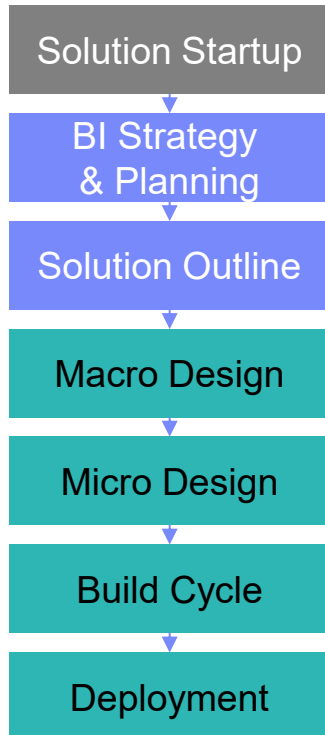 Solution Startup
BI Strategy
& Planning
Solution Outline
Macro Design
Micro Design
Build Cycle
Deployment